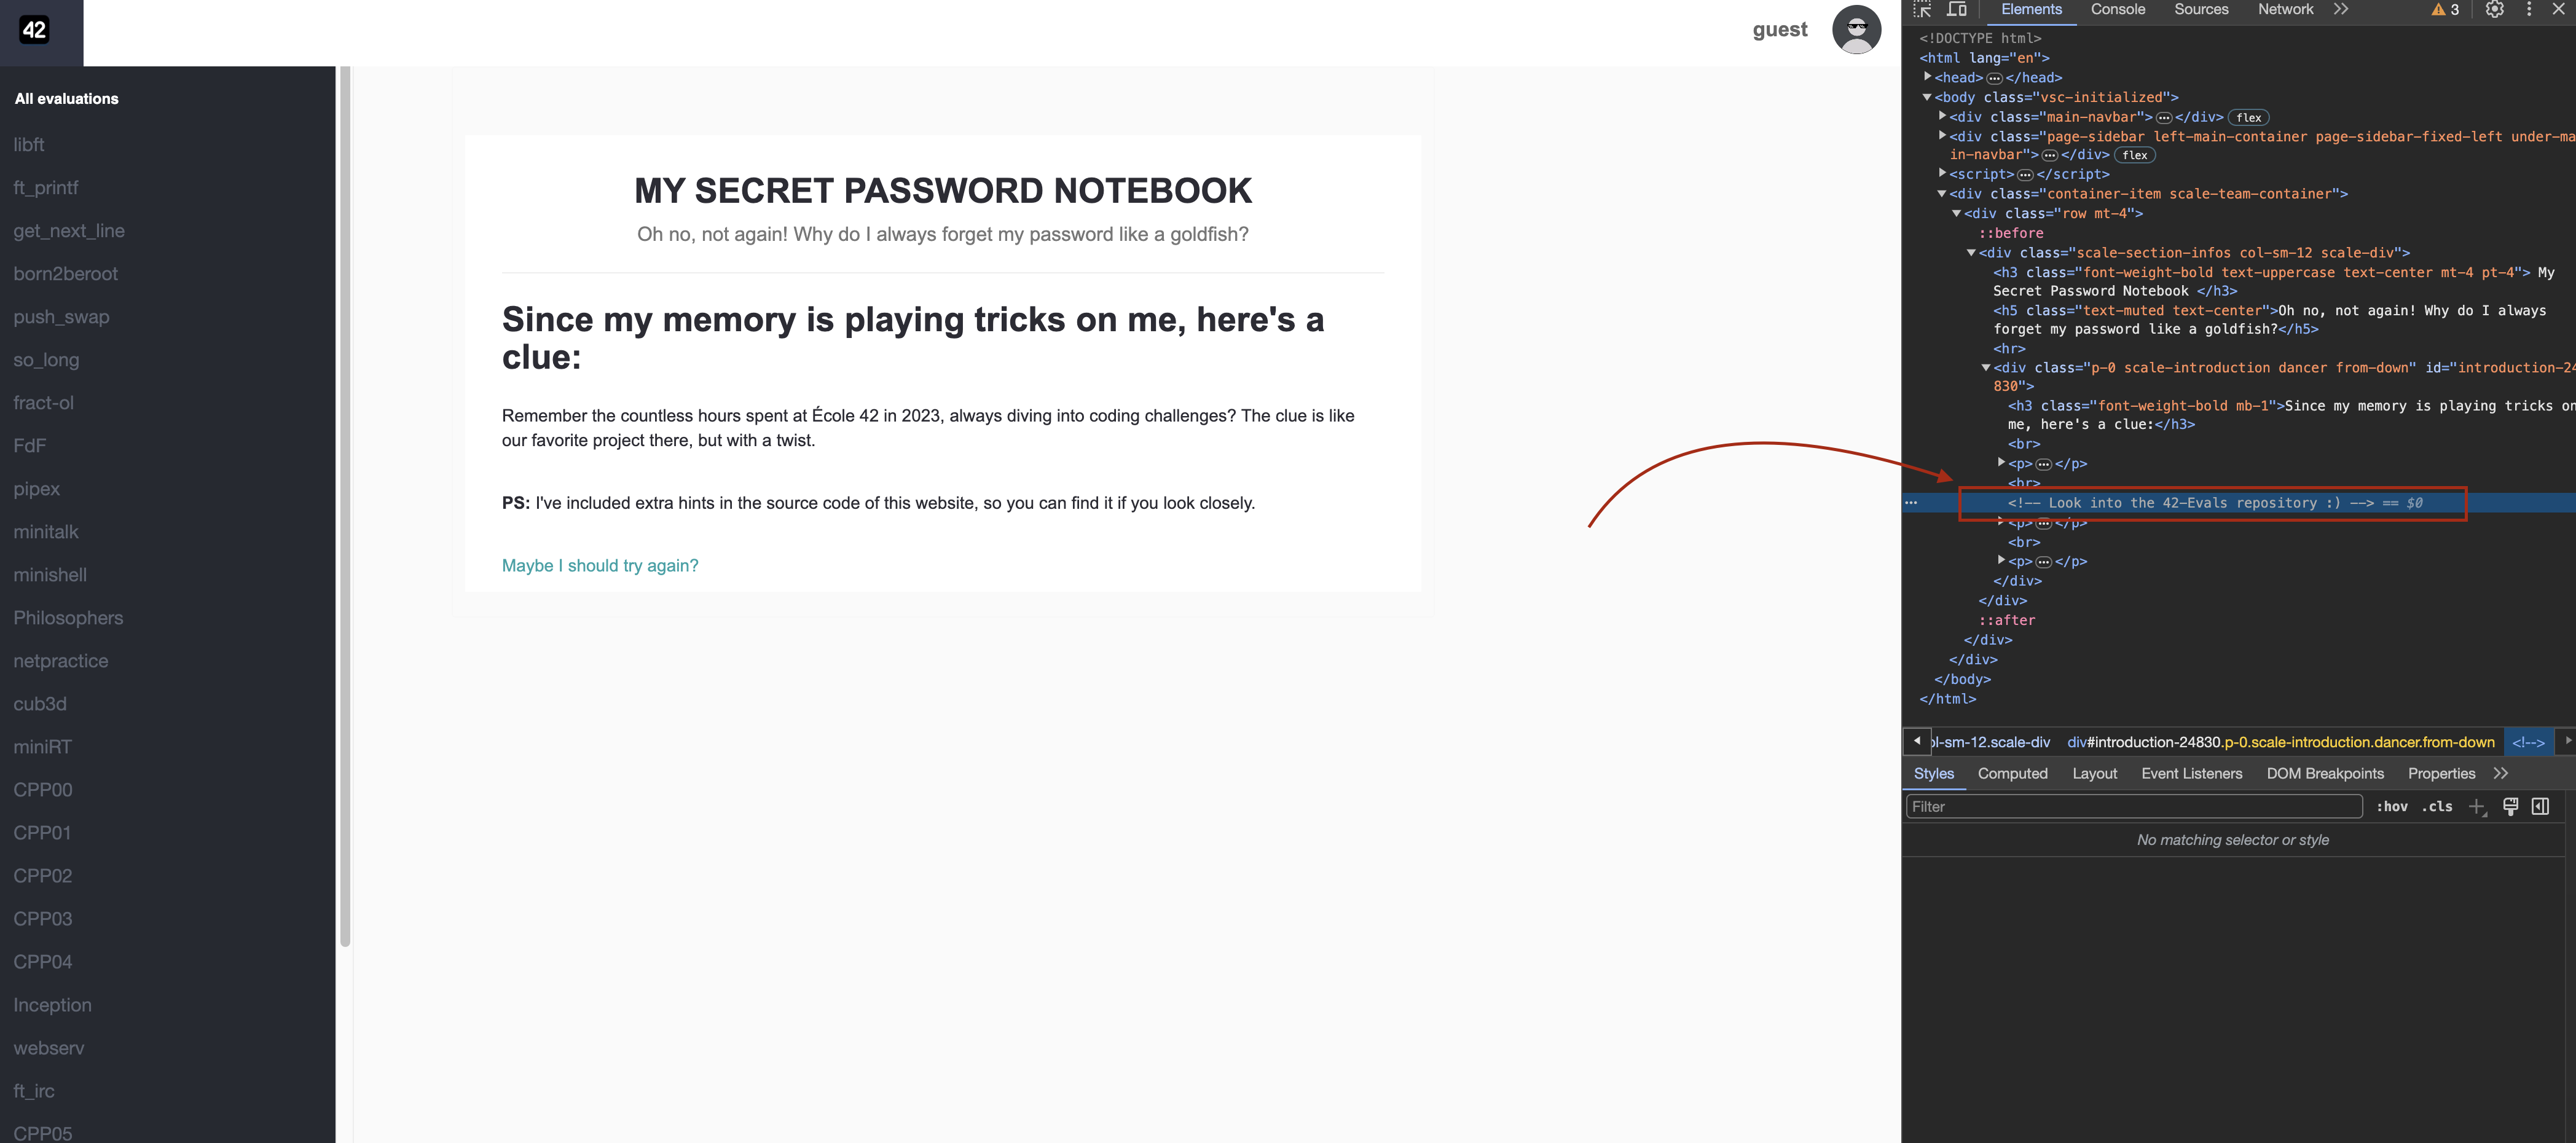 42
guest
All evaluations
libft
ft_printf
get_next_line
born2beroot
push_swap
so_long
fract-ol
FdF
pipex
minitalk
minishell
Philosophers
netpractice
cub3d
miniRT
CPP00
CPP01
CPP02
CPP03
CPP04
Inception
webserv
ft_irc
CPP05
MY SECRET PASSWORD NOTEBOOK
Oh no, not again! Why do I always forget my password like a goldfish?
Since my memory is playing tricks on me, here's a
clue:
Remember the countless hours spent at École 42 in 2023, always diving into coding challenges? The clue is like
our favorite project there, but with a twist.
PS: I've included extra hints in the source code of this website, so you can find it if you look closely.
Maybe I should try again?
Elements Console Sources Network 3
<!DOCTYPE html>
<html lang="en">
<head>…</head>
<body class="vsc-initialized">
<div class="main-navbar">…</div> flex
<div class="page-sidebar left-main-container page-sidebar-fixed-left under-ma
in-navbar">…</div> flex
<script>…</script>
<div class="container-item scale-team-container">
<div class="row mt-4">
::before
<div class="scale-section-infos col-sm-12 scale-div">
<h3 class="font-weight-bold text-uppercase text-center mt-4 pt-4"> My
Secret Password Notebook </h3>
<h5 class="text-muted text-center">Oh no, not again! Why do I always
forget my password like a goldfish?</h5>
<hr>
<div class="p-0 scale-introduction dancer from-down" id="introduction-24
830">
<h3 class="font-weight-bold mb-1">Since my memory is playing tricks on
me, here's a clue:</h3>
<br>
<p>…</p>
<br>
<!-- Look into the 42-Evals repository :) --> == $0
<p>…</p>
<br>
<p>…</p>
</div>
</div>
::after
</div>
</div>
</body>
</html>
ol-sm-12.scale-div div#introduction-24830.p-0.scale-introduction.dancer.from-down <!-->
Styles Computed Layout Event Listeners DOM Breakpoints Properties
Filter :hov .cls
No matching selector or style